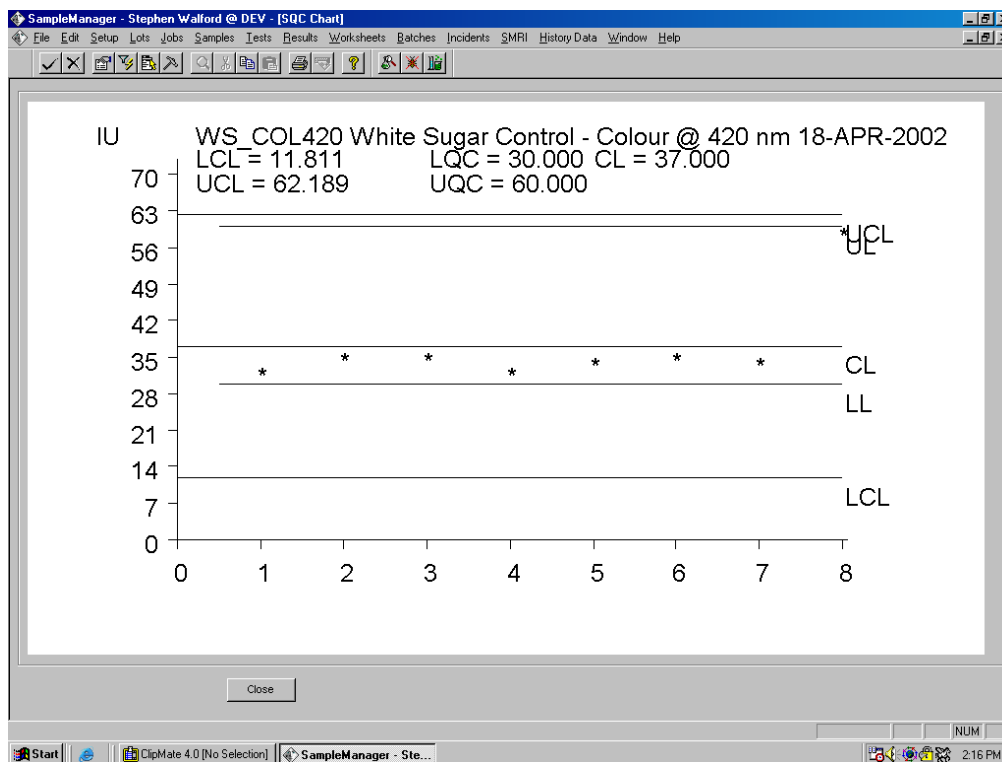 SampleManager - Stephen Walford @ DEV - [SQC Chart]
File Edit Setup Lots Jobs Samples Tests Results Worksheets Batches Incidents SMRI History Data Window Help
IU WS_COL420 White Sugar Control - Colour @ 420 nm 18-APR-2002
LCL = 11.811 LQC = 30.000 CL = 37.000
UCL = 62.189 UQC = 60.000
70
63
UCL
UL
56
49
42
35
CL
28
LL
21
14
LCL
7
0
0 1 2 3 4 5 6 7 8
Close
NUM
Start ClipMate 4.0 [No Selection] SampleManager - Ste... 2:16 PM